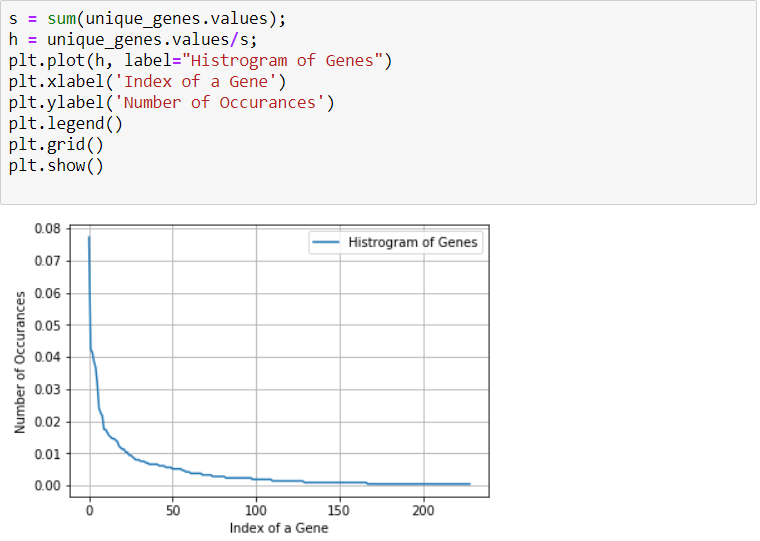 s = sum(unique_genes.values);
h = unique_genes.values/s;
plt.plot(h, label="Histrogram of Genes")
plt.xlabel('Index of a Gene')
plt.ylabel('Number of Occurances')
plt.legend()
plt.grid()
plt.show()
Histrogram of Genes
Number of Occurances
0.08
0.07
0.06
0.05
0.04
0.03
0.02
0.01
0.00
0 50 100 150 200
Index of a Gene